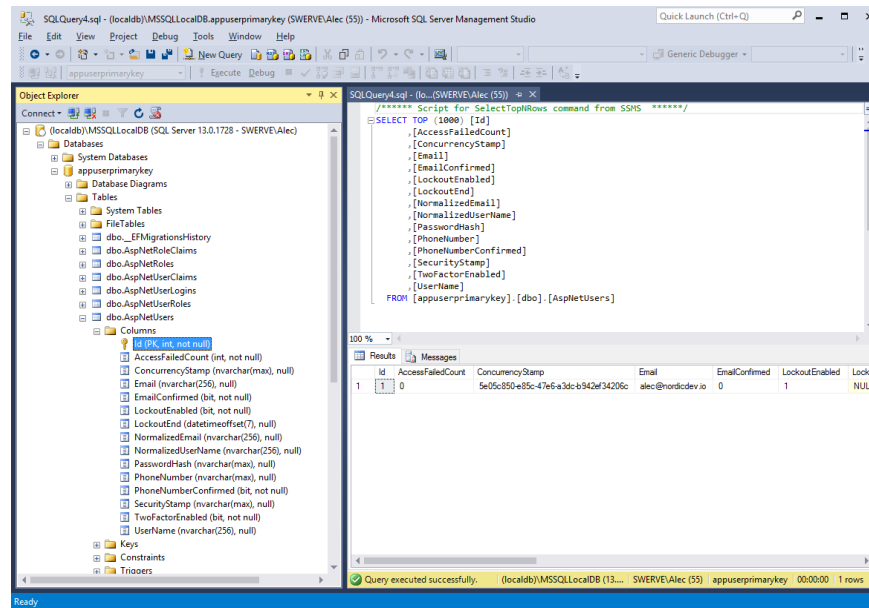 SQLQuery4.sql - (localdb)\MSSQLLocalDB.appuserprimarykey (SWERVE\Alec (55)) - Microsoft SQL Server Management Studio
Quick Launch (Ctrl+Q)
File Edit View Project Debug Tools Window Help
New Query
Generic Debugger
appuserprimarykey
Execute Debug
Object Explorer
Connect
(localdb)\MSSQLLocalDB (SQL Server 13.0.1728 - SWERVE\Alec)
Databases
System Databases
appuserprimarykey
Database Diagrams
Tables
System Tables
FileTables
dbo.__EFMigrationsHistory
dbo.AspNetRoleClaims
dbo.AspNetRoles
dbo.AspNetUserClaims
dbo.AspNetUserLogins
dbo.AspNetUserRoles
dbo.AspNetUsers
Columns
Id (PK, int, not null)
AccessFailedCount (int, not null)
ConcurrencyStamp (nvarchar(max), null)
Email (nvarchar(256), null)
EmailConfirmed (bit, not null)
LockoutEnabled (bit, not null)
LockoutEnd (datetimeoffset(7), null)
NormalizedEmail (nvarchar(256), null)
NormalizedUserName (nvarchar(256), null)
PasswordHash (nvarchar(max), null)
PhoneNumber (nvarchar(max), null)
PhoneNumberConfirmed (bit, not null)
SecurityStamp (nvarchar(max), null)
TwoFactorEnabled (bit, not null)
UserName (nvarchar(256), null)
Keys
Constraints
Triggers
SQLQuery4.sql - (lo...(SWERVE\Alec (55))
/****** Script for SelectTopNRows command from SSMS ******/
SELECT TOP (1000) [Id]
,[AccessFailedCount]
,[ConcurrencyStamp]
,[Email]
,[EmailConfirmed]
,[LockoutEnabled]
,[LockoutEnd]
,[NormalizedEmail]
,[NormalizedUserName]
,[PasswordHash]
,[PhoneNumber]
,[PhoneNumberConfirmed]
,[SecurityStamp]
,[TwoFactorEnabled]
,[UserName]
FROM [appuserprimarykey].[dbo].[AspNetUsers]
100 %
Results Messages
Id AccessFailedCount ConcurrencyStamp Email EmailConfirmed LockoutEnabled Lock
1 1 0 5e05c850-e85c-47e6-a3dc-b942ef34206c alec@nordicdev.io 0 1 NUL
Query executed successfully. (localdb)\MSSQLLocalDB (13.... SWERVE\Alec (55) appuserprimarykey 00:00:00 1 rows
Ready